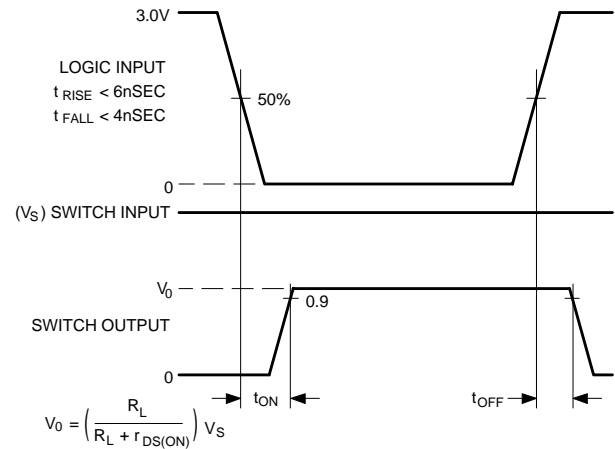 3.0V
LOGIC INPUT
t RISE < 6nSEC
t FALL < 4nSEC
50%
0
(VS) SWITCH INPUT
V0
0.9
SWITCH OUTPUT
0
tON
tOFF
V0 = ( RL / RL + rDS(ON) ) VS